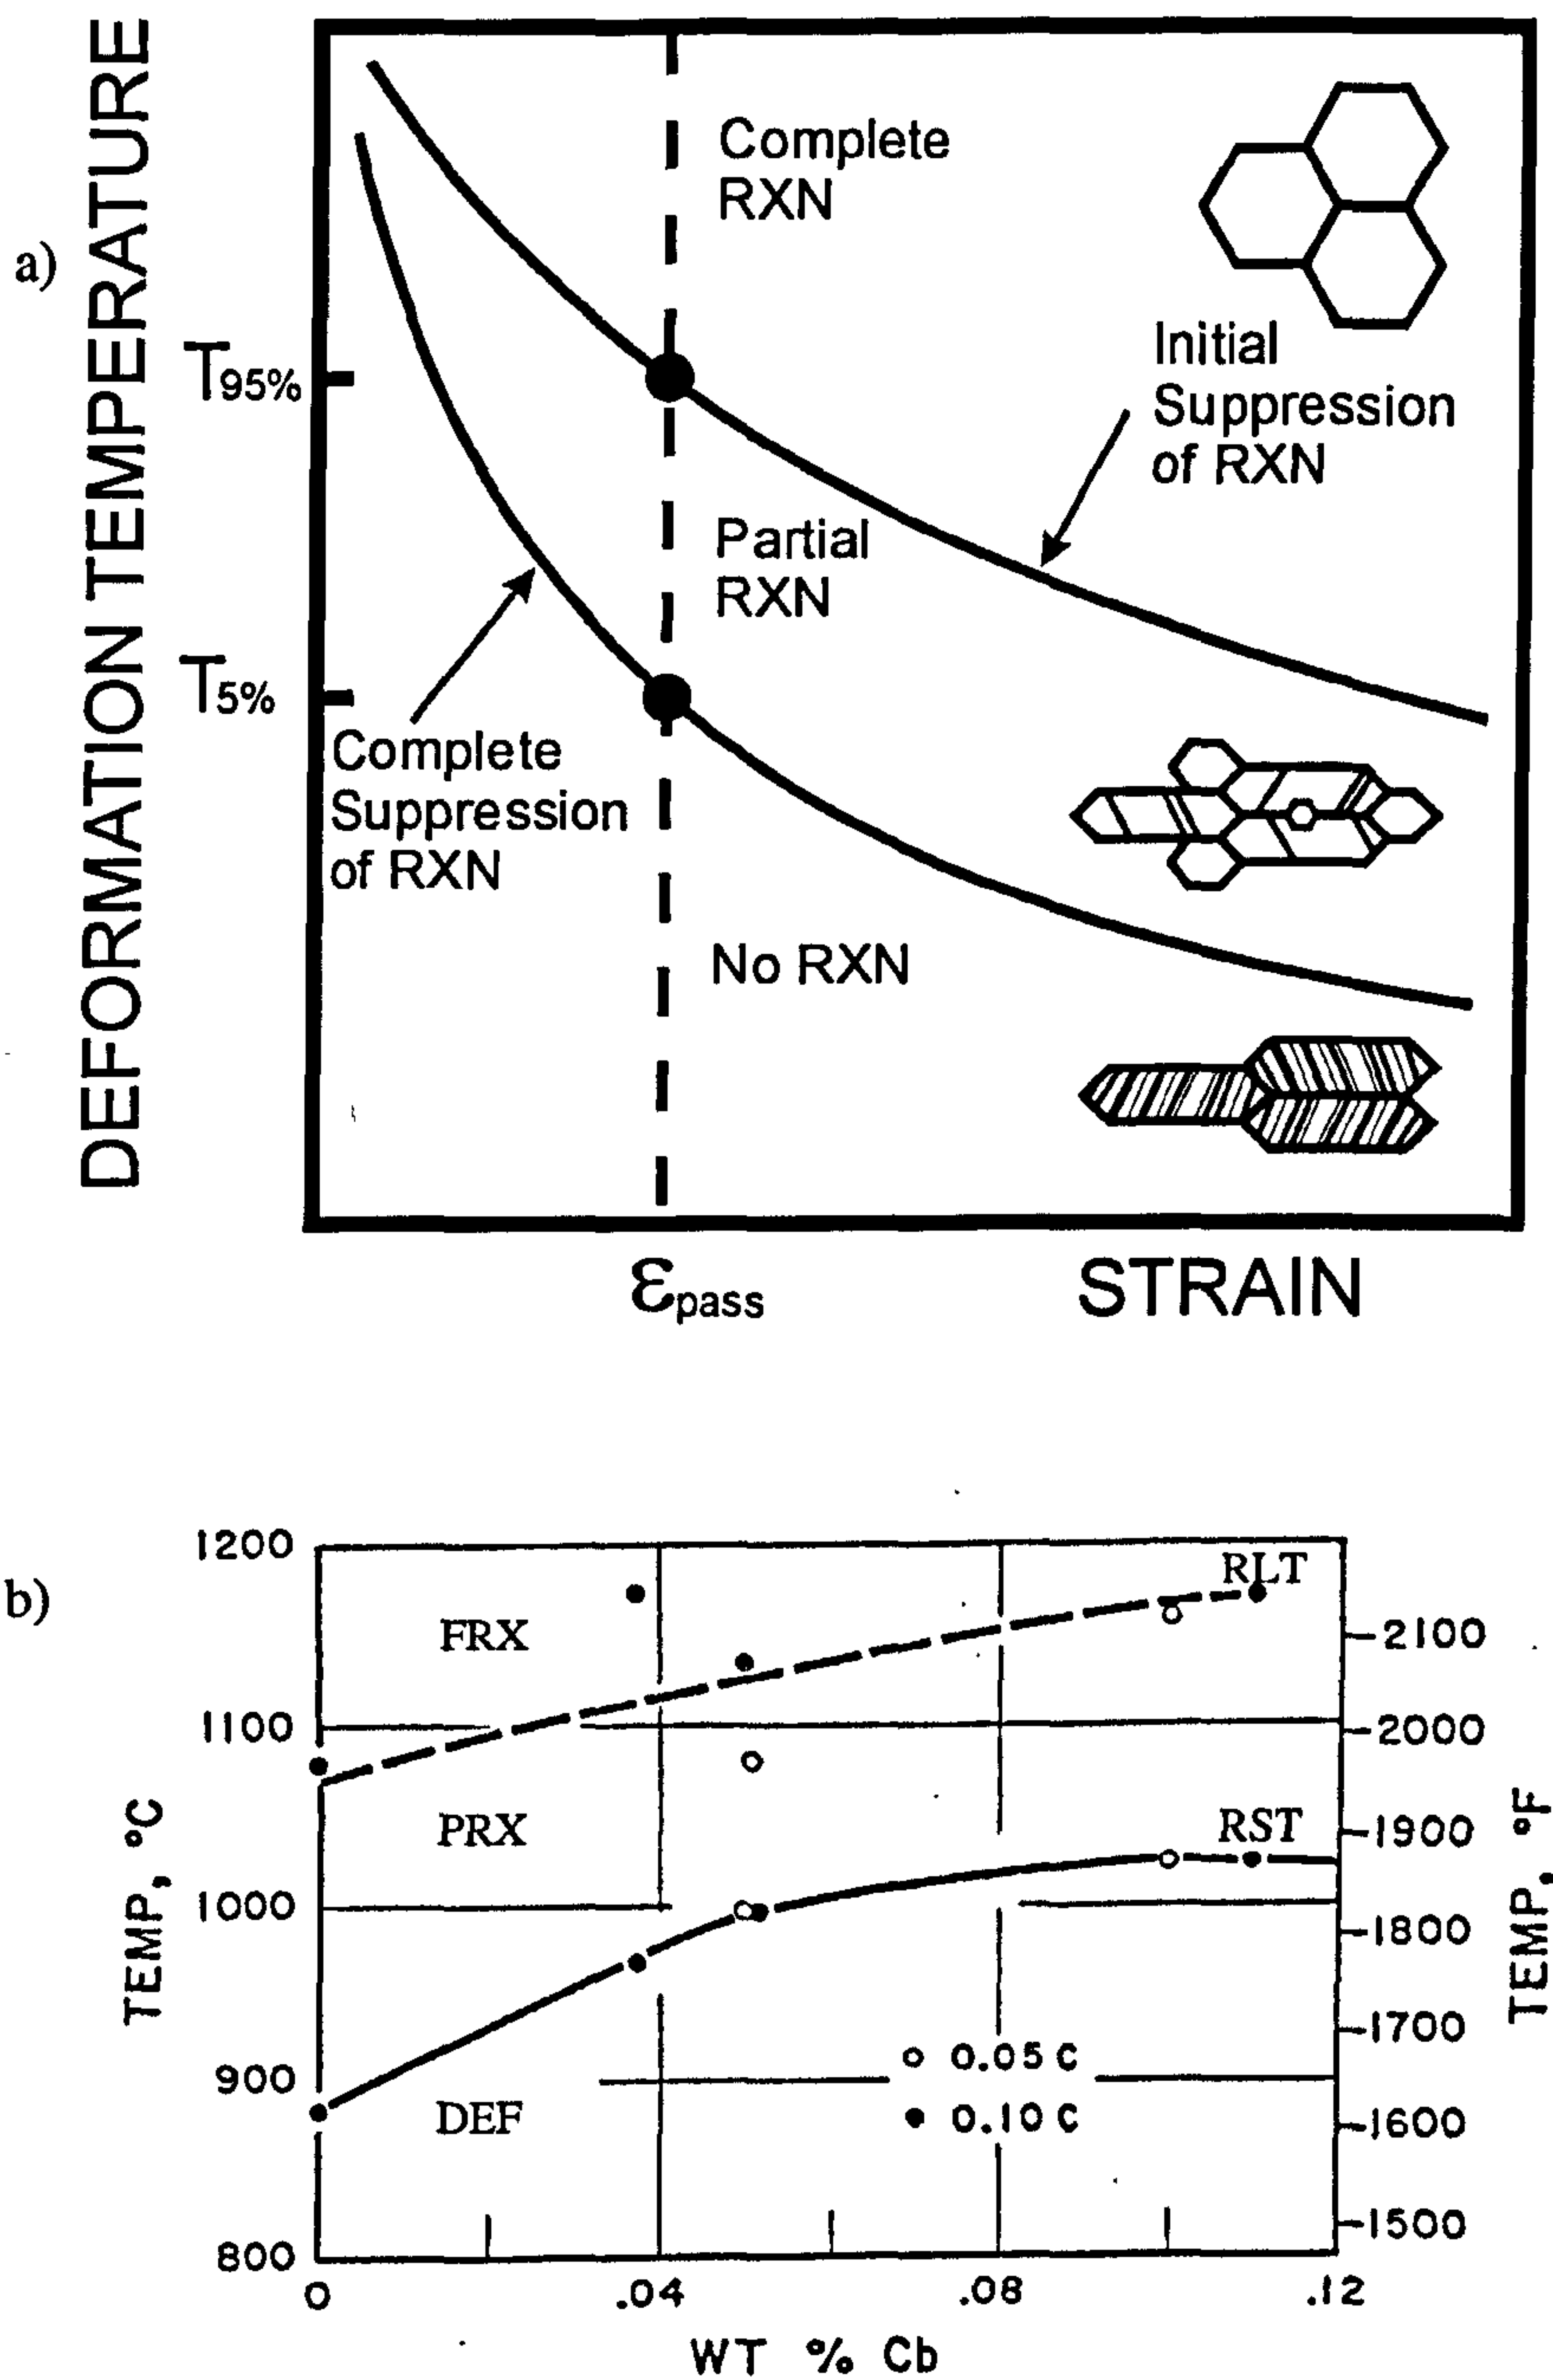 a)
DEFORMATION TEMPERATURE
Complete
RXN
Initial
Suppression
of RXN
T95%
Partial
RXN
T5%
Complete
Suppression
of RXN
No RXN
εpass
STRAIN
b)
1200
1100
1000
900
800
TEMP, °C
FRX
RLT
PRX
RST
DEF
0.05 C
0.10 C
2100
2000
1900
1800
1700
1600
1500
TEMP. °F
0
.04
.08
.12
WT % Cb